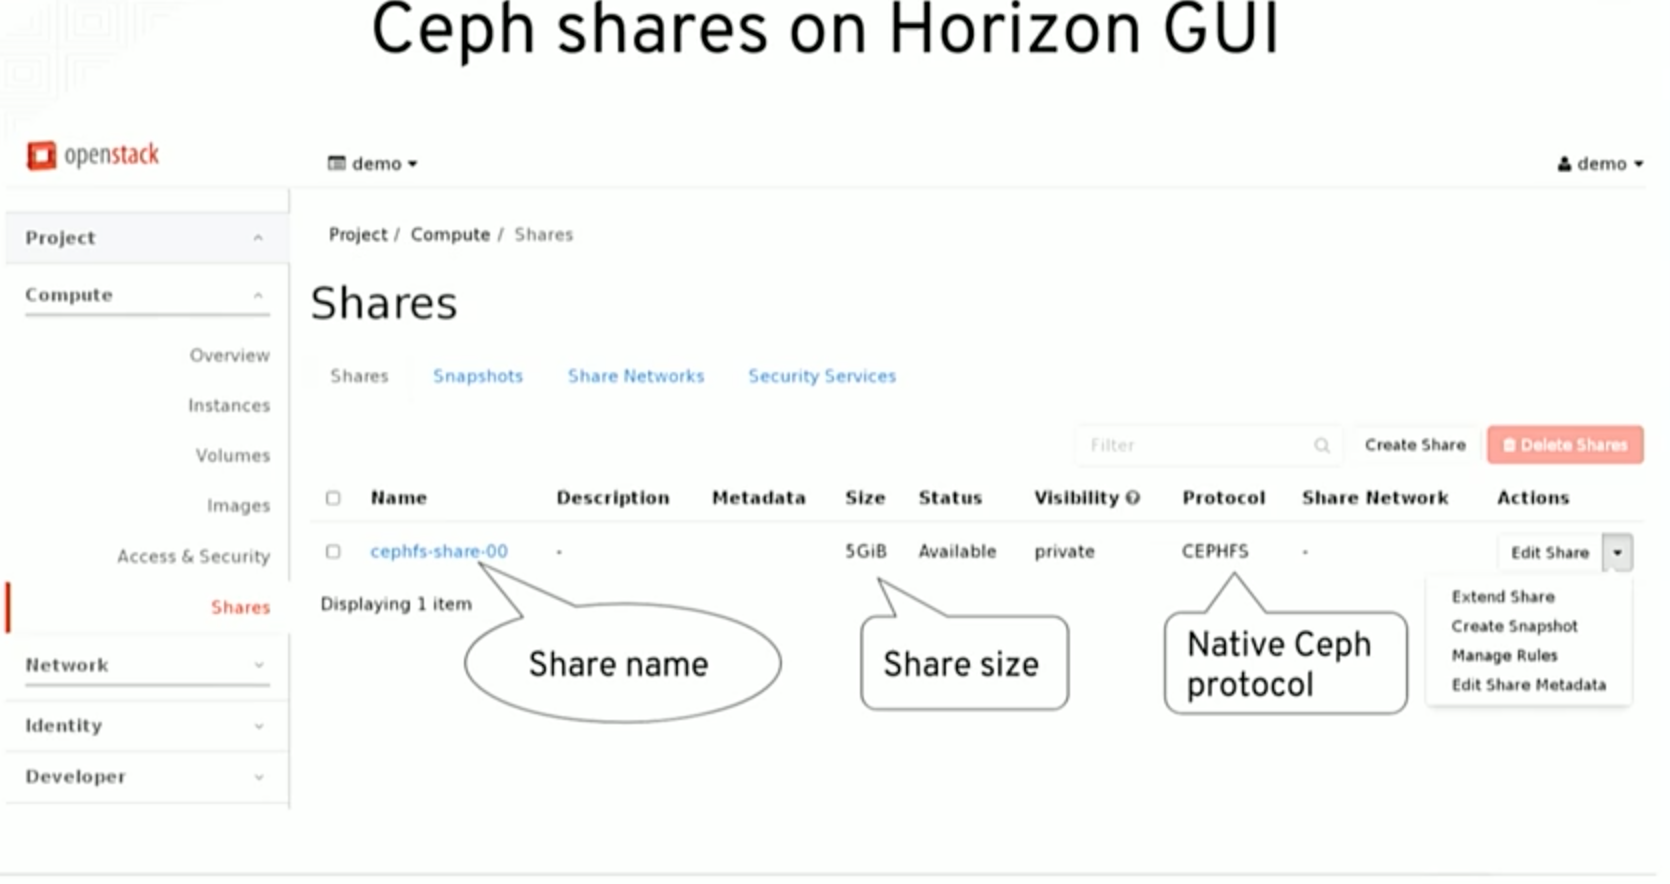 Ceph shares on Horizon GUI
openstack
demo
demo
Project
Compute
Overview
Instances
Volumes
Images
Access & Security
Shares
Network
Identity
Developer
Project / Compute / Shares
Shares
Shares Snapshots Share Networks Security Services
Filter Create Share Delete Shares
Name Description Metadata Size Status Visibility Protocol Share Network Actions
cephfs-share-00 - 5GiB Available private CEPHFS - Edit Share
Displaying 1 item
Extend Share
Create Snapshot
Manage Rules
Edit Share Metadata
Share name
Share size
Native Ceph
protocol